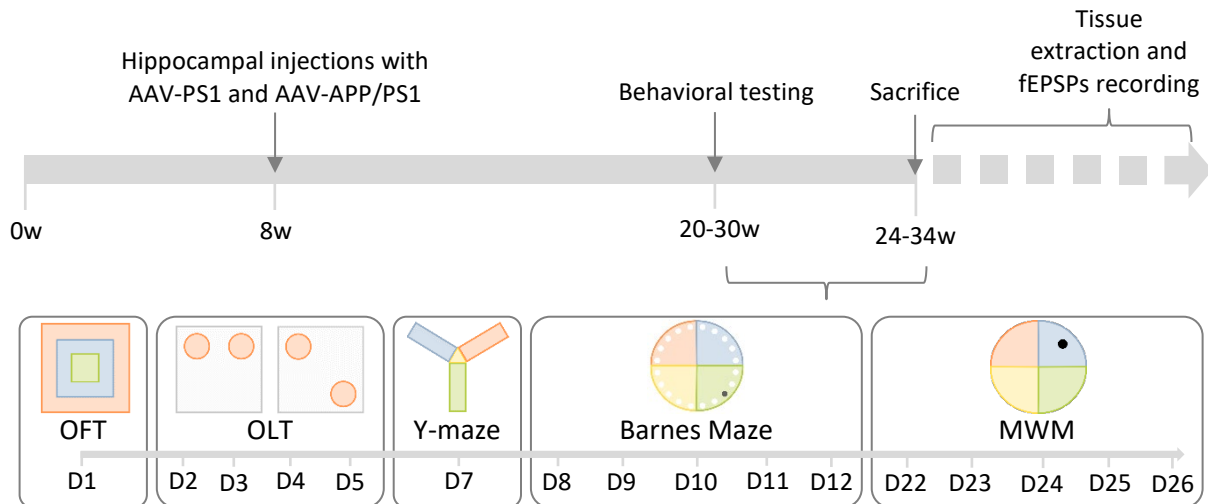 Hippocampal injections with
AAV-PS1 and AAV-APP/PS1
Behavioral testing
Sacrifice
Tissue
extraction and
fEPSPs recording
0w
8w
20-30w
24-34w
OFT
OLT
Y-maze
Barnes Maze
MWM
D1
D2
D3
D4
D5
D7
D8
D9
D10
D11
D12
D22
D23
D24
D25
D26